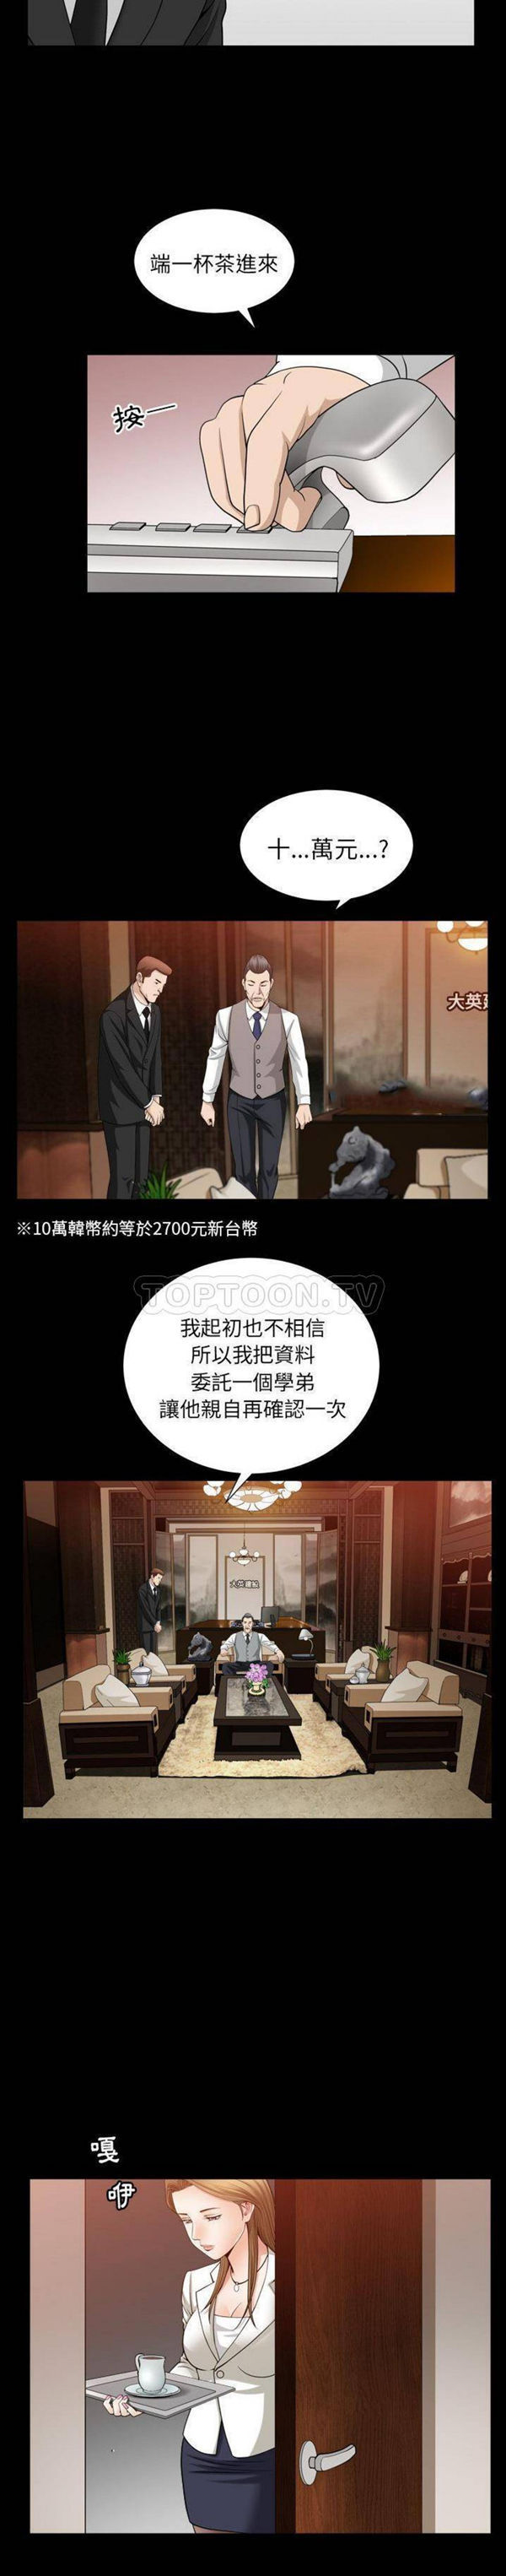 端一杯茶進來
按一
十...萬元...?
大英建
※10萬韓幣約等於2700元新台幣
TOPTOON.TV
我起初也不相信
所以我把資料
委託一個學弟
讓他親自再確認一次
大英建設
嘎
咿